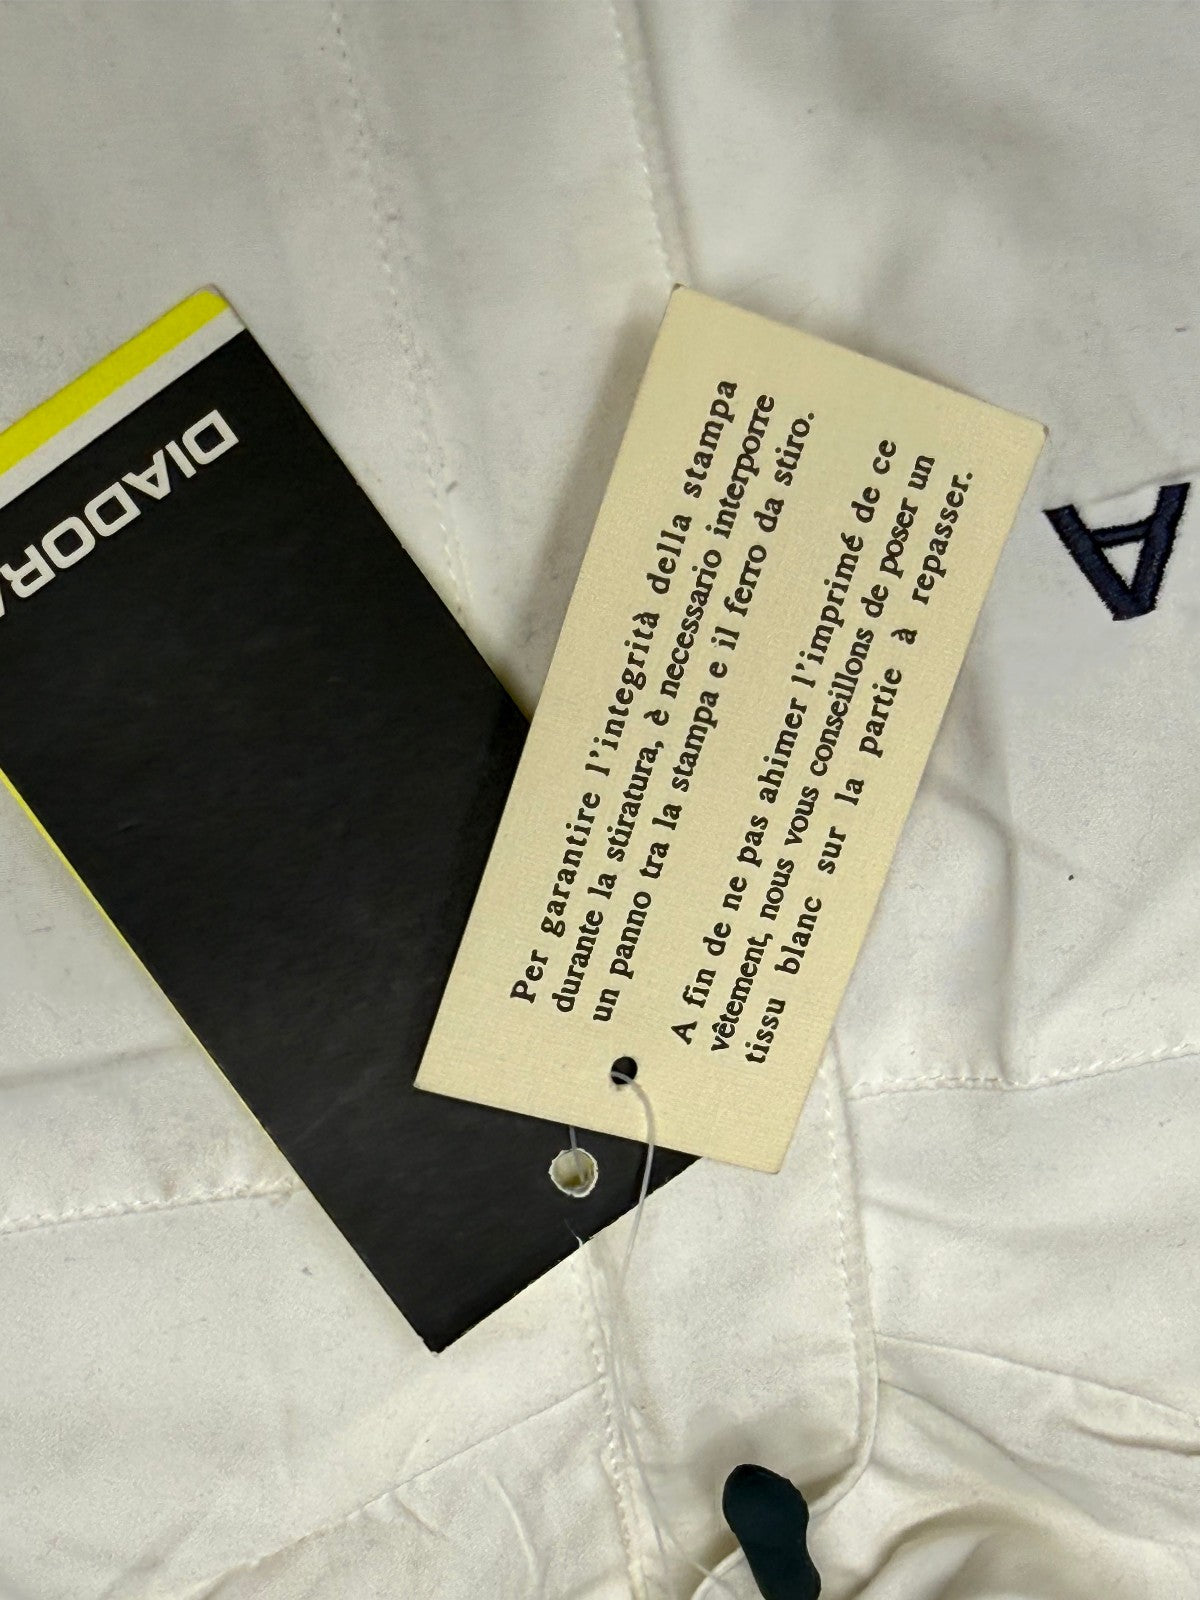 DIADORA
Per garantire l'integrità della stampa
durante la stiratura, è necessario interporre
un panno tra la stampa e il ferro da stiro.
A fin de ne pas ahimer l'imprimé de ce
vêtement, nous vous conseillons de poser un
tissu blanc sur la partie à repasser.
A